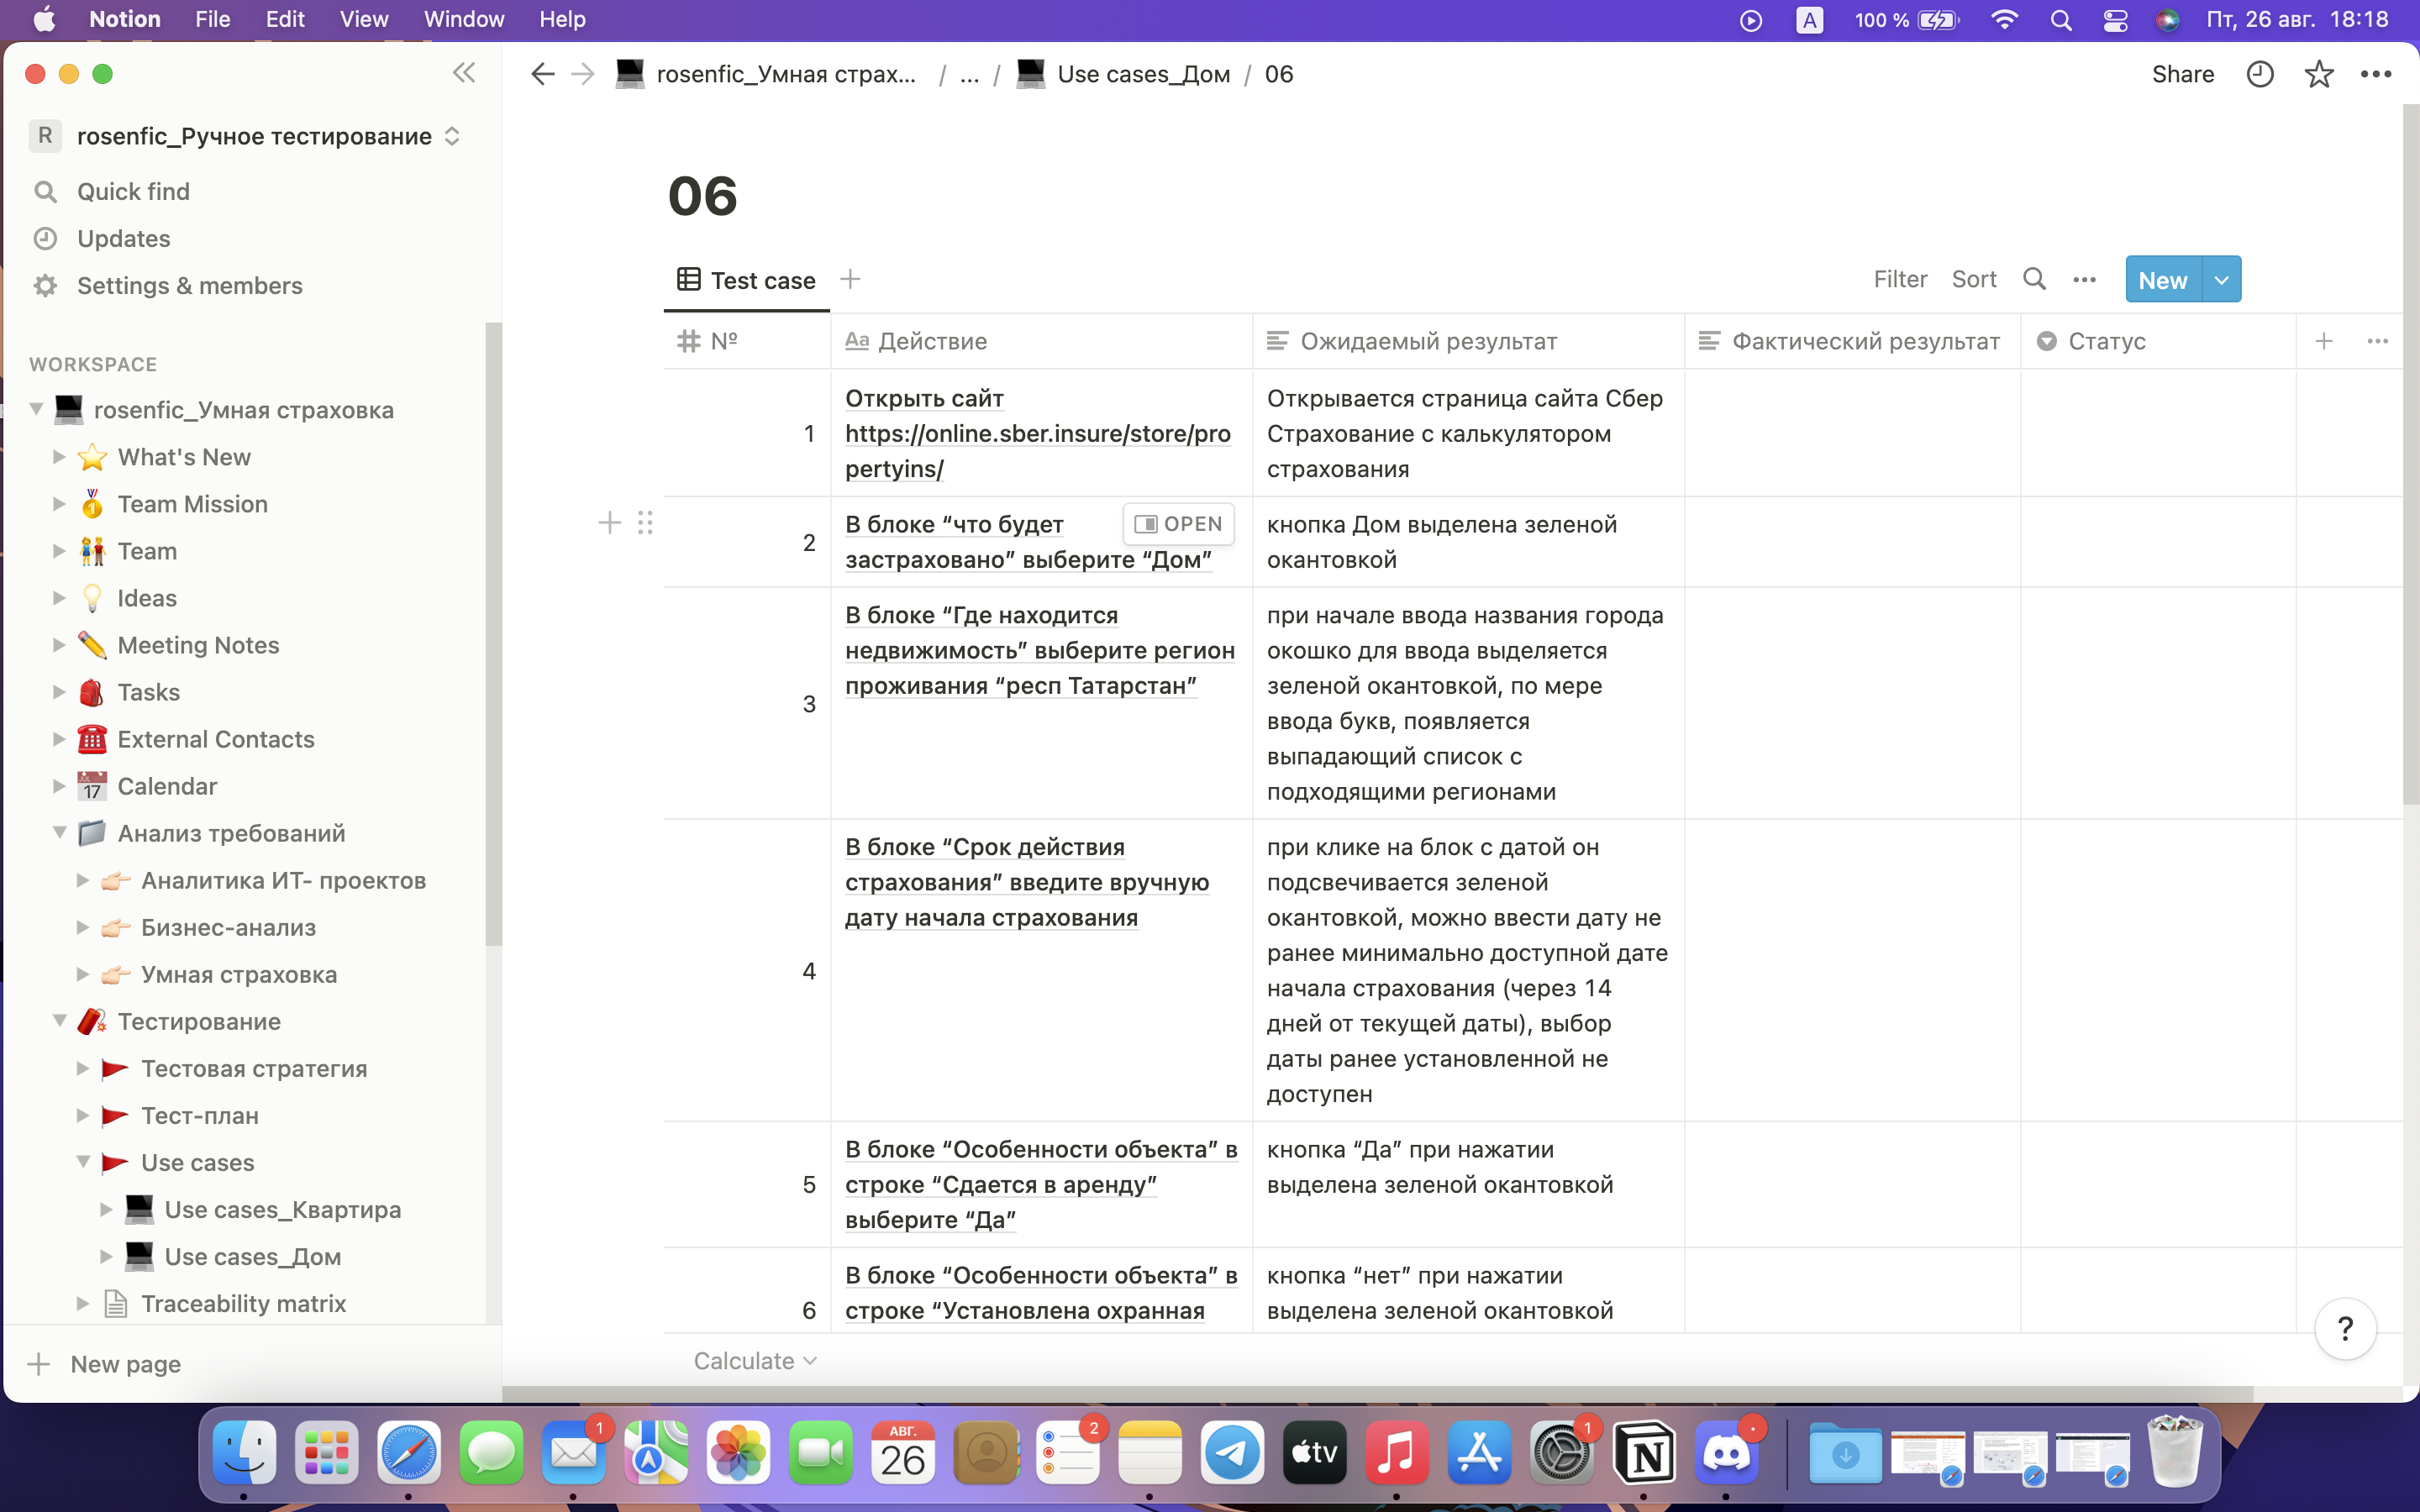 Notion File Edit View Window Help A 100 % Пт, 26 авг. 18:18
rosenfic_Умная страх... / ... / Use cases_Дом / 06
Share
R rosenfic_Ручное тестирование
Quick find
Updates
Settings & members
WORKSPACE
rosenfic_Умная страховка
What's New
Team Mission
Team
Ideas
Meeting Notes
Tasks
External Contacts
17 Calendar
Анализ требований
Аналитика ИТ- проектов
Бизнес-анализ
Умная страховка
Тестирование
Тестовая стратегия
Тест-план
Use cases
Use cases_Квартира
Use cases_Дом
Traceability matrix
New page
06
Test case
Filter Sort New
№ Aa Действие Ожидаемый результат Фактический результат Статус
1
Открыть сайт
https://online.sber.insure/store/pro
pertyins/
Открывается страница сайта Сбер
Страхование с калькулятором
страхования
2
В блоке “что будет
застраховано” выберите “Дом”
OPEN
кнопка Дом выделена зеленой
окантовкой
3
В блоке “Где находится
недвижимость” выберите регион
проживания “респ Татарстан”
при начале ввода названия города
окошко для ввода выделяется
зеленой окантовкой, по мере
ввода букв, появляется
выпадающий список с
подходящими регионами
4
В блоке “Срок действия
страхования” введите вручную
дату начала страхования
при клике на блок с датой он
подсвечивается зеленой
окантовкой, можно ввести дату не
ранее минимально доступной дате
начала страхования (через 14
дней от текущей даты), выбор
даты ранее установленной не
доступен
5
В блоке “Особенности объекта” в
строке “Сдается в аренду”
выберите “Да”
кнопка “Да” при нажатии
выделена зеленой окантовкой
6
В блоке “Особенности объекта” в
строке “Установлена охранная
кнопка “нет” при нажатии
выделена зеленой окантовкой
Calculate
?
1
АВГ.
26
2
tv
1